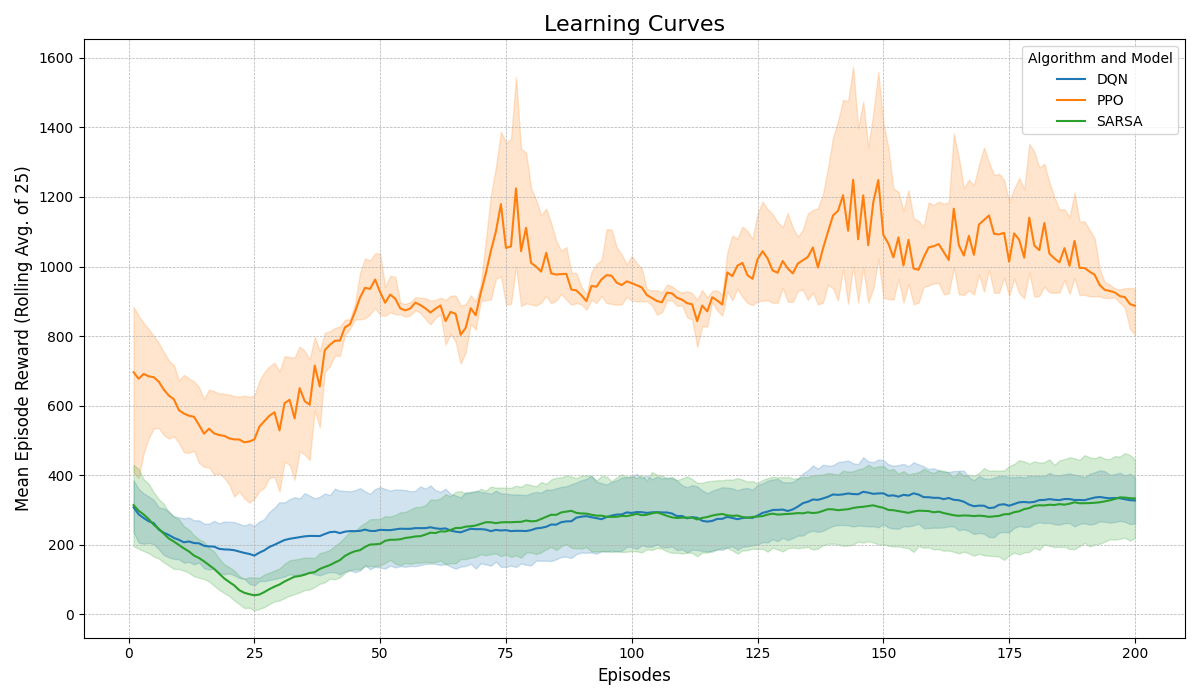 Learning Curves
Mean Episode Reward (Rolling Avg. of 25)
1600
1400
1200
1000
800
600
400
200
0
0 25 50 75 100 125 150 175 200
Episodes
Algorithm and Model
DQN
PPO
SARSA